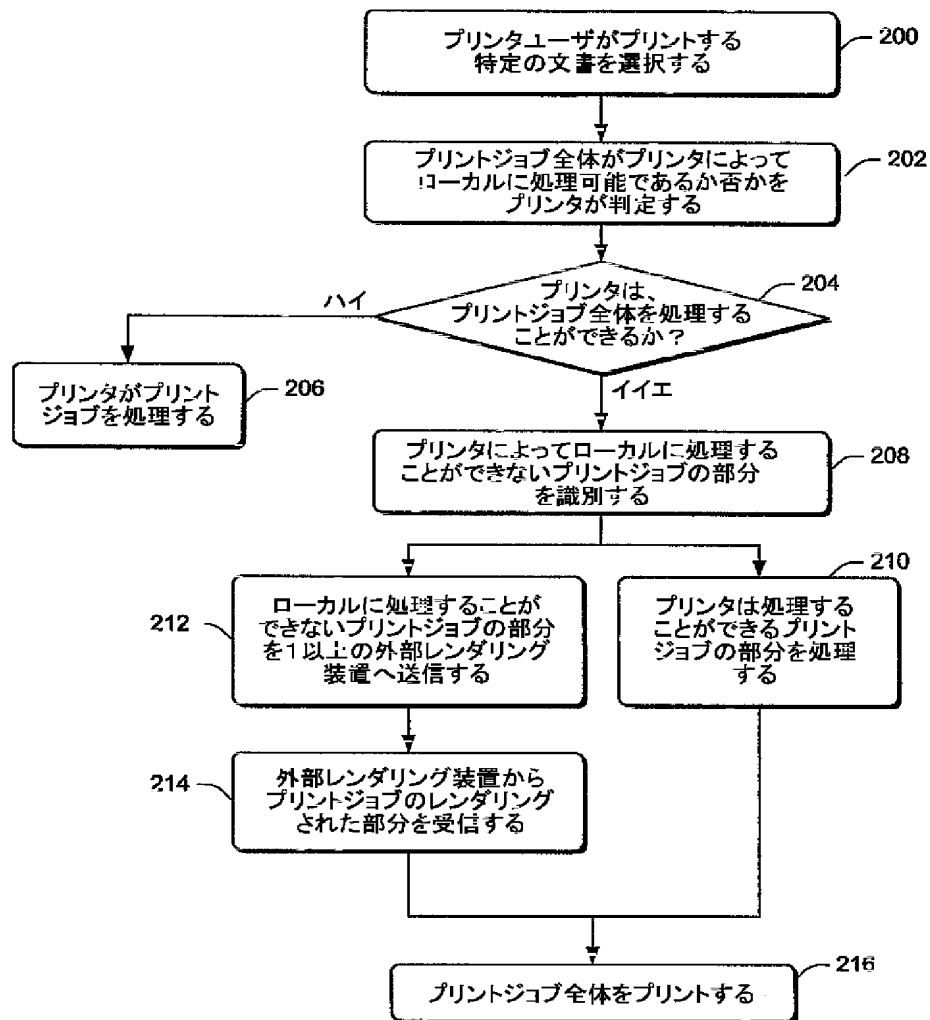 プリンタユーザがプリントする
特定の文書を選択する
200
プリントジョブ全体がプリンタによって
ローカルに処理可能であるか否かを
プリンタが判定する
202
プリンタは、
プリントジョブ全体を処理する
ことができるか?
204
ハイ
イイエ
プリンタがプリント
ジョブを処理する
206
プリンタによってローカルに処理する
ことができないプリントジョブの部分
を識別する
208
212
ローカルに処理することが
できないプリントジョブの部分
を1以上の外部レンダリング
装置へ送信する
210
プリンタは処理する
ことができるプリント
ジョブの部分を処理
する
214
外部レンダリング装置から
プリントジョブのレンダリング
された部分を受信する
216
プリントジョブ全体をプリントする